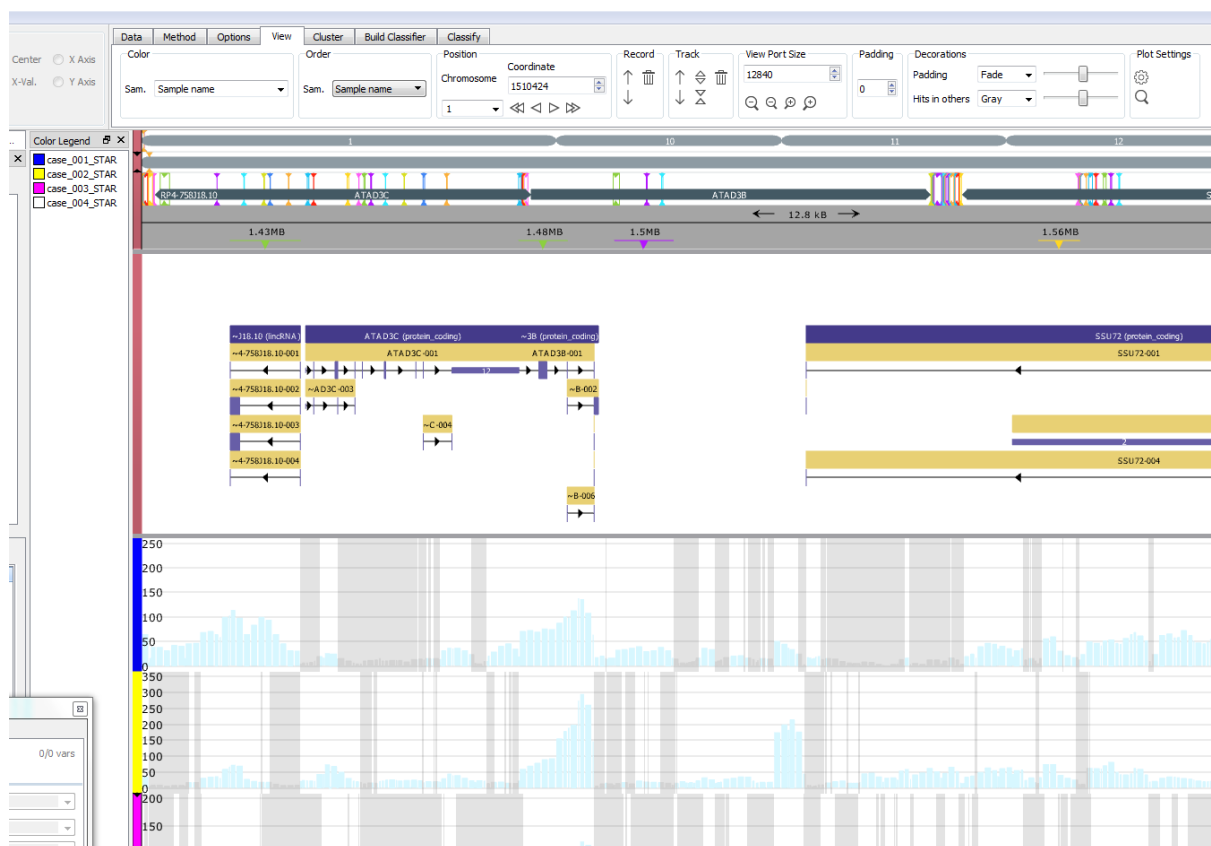 Data Method Options View Cluster Build Classifier Classify
Center X Axis
X-Val. Y Axis
Color
Sam. Sample name
Order
Sam. Sample name
Position
Coordinate
Chromosome 1510424
1
Record
Track
View Port Size
12840
Padding
0
Decorations
Padding Fade
Hits in others Gray
Plot Settings
Color Legend
case_001_STAR
case_002_STAR
case_003_STAR
case_004_STAR
1 10 11 12
RP4-758J18.10 ATAD3C ATAD3B S
12.8 kB
1.43MB 1.48MB 1.5MB 1.56MB
~J18.10 (lincRNA) ATAD3C (protein_coding) ~3B (protein_coding) SSU72 (protein_coding)
~4-758J18.10-001 ATAD3C-001 ATAD3B-001 SSU72-001
12
~4-758J18.10-002 ~AD3C-003 ~B-002
~4-758J18.10-003 ~C-004
2
~4-758J18.10-004 SSU72-004
~B-006
250
200
150
100
50
0
350
300
250
200
150
100
50
0
200
150
0/0 vars